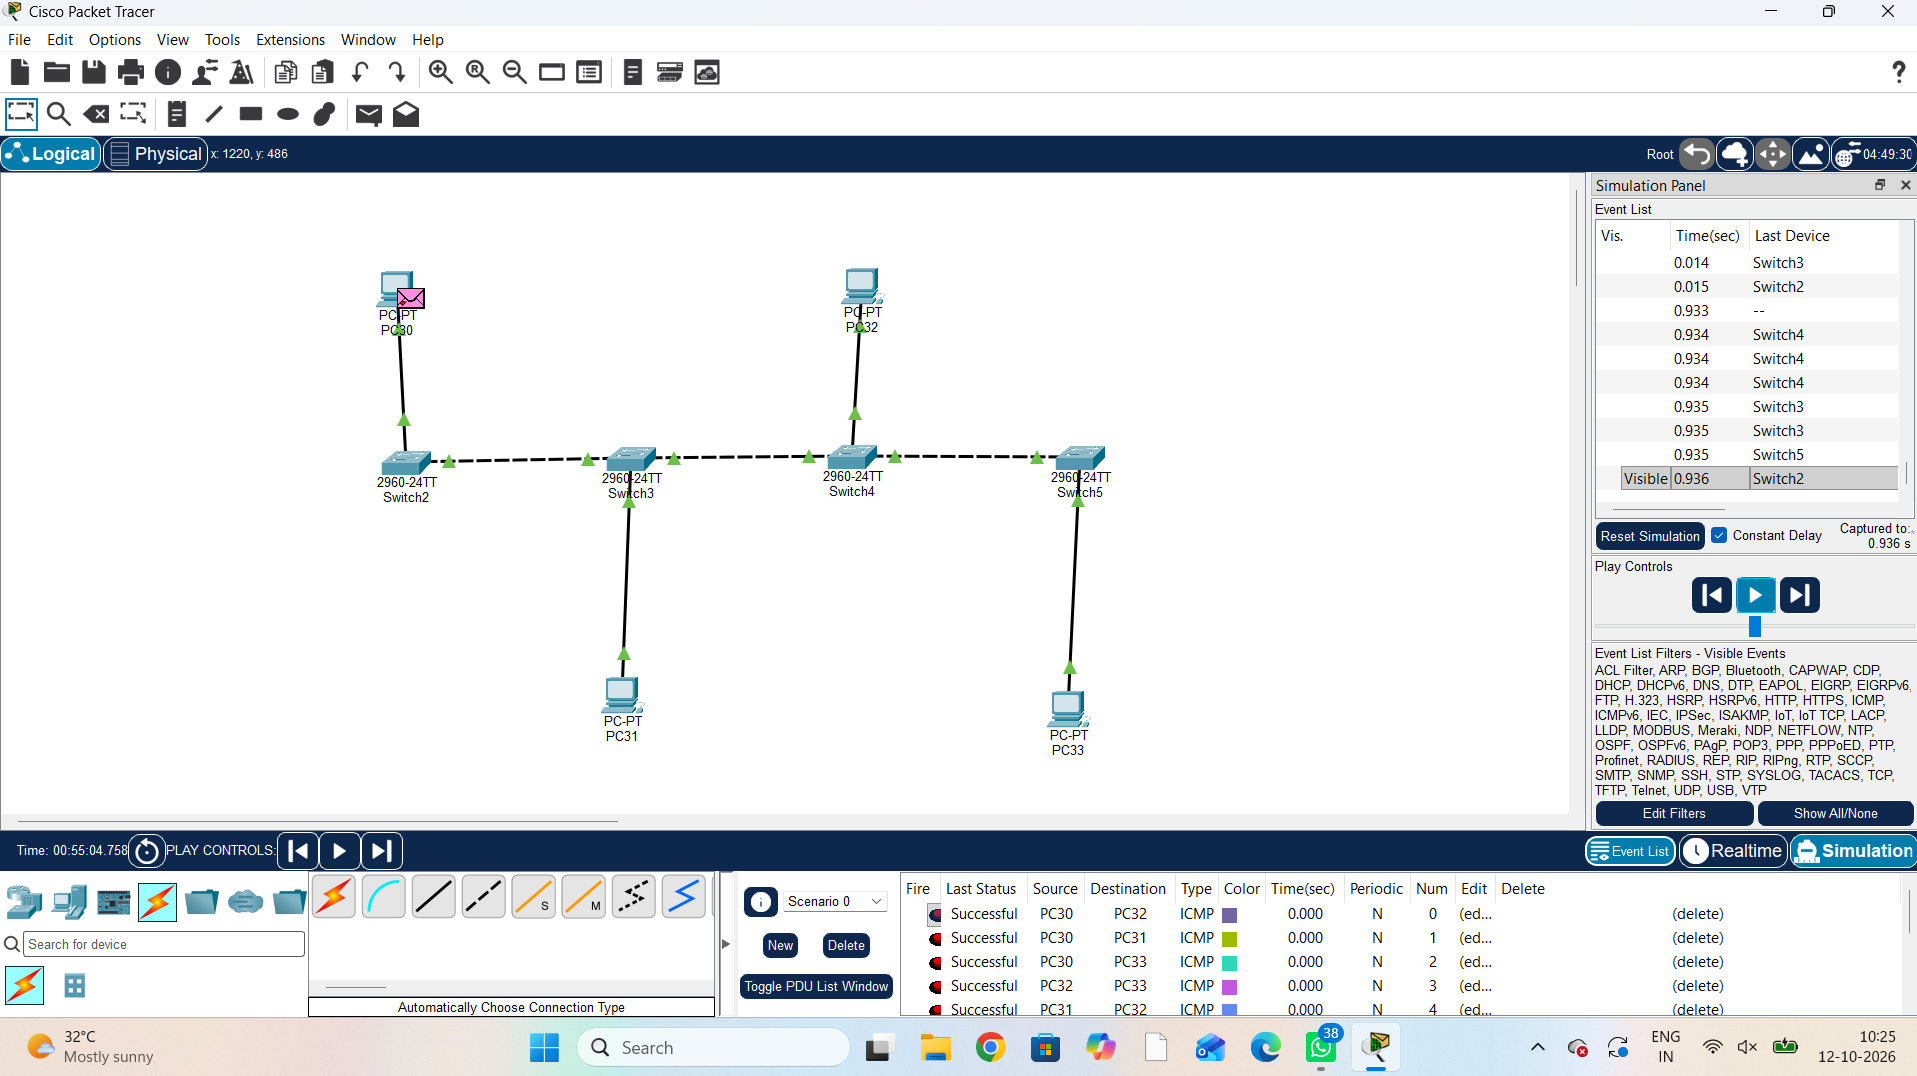 Cisco Packet Tracer
File Edit Options View Tools Extensions Window Help
Logical Physical x: 1220, y: 486 Root 04:49:30
Simulation Panel
Event List
Vis. Time(sec) Last Device
0.014 Switch3
0.015 Switch2
0.933 --
0.934 Switch4
0.934 Switch4
0.934 Switch4
0.935 Switch3
0.935 Switch3
0.935 Switch5
Visible 0.936 Switch2
Reset Simulation Constant Delay Captured to:
0.936 s
Play Controls
Event List Filters - Visible Events
ACL Filter, ARP, BGP, Bluetooth, CAPWAP, CDP,
DHCP, DHCPv6, DNS, DTP, EAPOL, EIGRP, EIGRPv6,
FTP, H.323, HSRP, HSRPv6, HTTP, HTTPS, ICMP,
ICMPv6, IEC, IPSec, ISAKMP, IoT, IoT TCP, LACP,
LLDP, MODBUS, Meraki, NDP, NETFLOW, NTP,
OSPF, OSPFv6, PAgP, POP3, PPP, PPPoED, PTP,
Profinet, RADIUS, REP, RIP, RIPng, RTP, SCCP,
SMTP, SNMP, SSH, STP, SYSLOG, TACACS, TCP,
TFTP, Telnet, UDP, USB, VTP
Edit Filters Show All/None
PC-PT
PC30
PC-PT
PC32
2960-24TT
Switch2
2960-24TT
Switch3
2960-24TT
Switch4
2960-24TT
Switch5
PC-PT
PC31
PC-PT
PC33
Time: 00:55:04.758 PLAY CONTROLS: Event List Realtime Simulation
Search for device
S M
Automatically Choose Connection Type
Scenario 0
New Delete
Toggle PDU List Window
Fire Last Status Source Destination Type Color Time(sec) Periodic Num Edit Delete
Successful PC30 PC32 ICMP 0.000 N 0 (ed... (delete)
Successful PC30 PC31 ICMP 0.000 N 1 (ed... (delete)
Successful PC30 PC33 ICMP 0.000 N 2 (ed... (delete)
Successful PC32 PC33 ICMP 0.000 N 3 (ed... (delete)
Successful PC31 PC32 ICMP 0.000 N 4 (ed... (delete)
32°C
Mostly sunny
Search
38
ENG
IN
10:25
12-10-2026